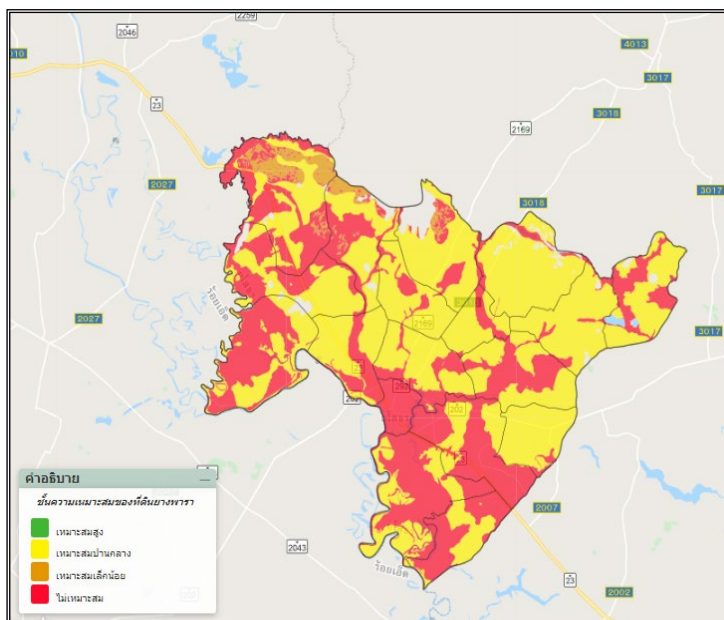 2259
2046
4013
010
3017
23
3018
2169
2027
3017
3018
ร้อยเอ็ด
2027
2169
3017
23
292
202
202
2007
2043
ร้อยเอ็ด
23
2002
คำอธิบาย
ชั้นความเหมาะสมของที่ดินยางพารา
เหมาะสมสูง
เหมาะสมปานกลาง
เหมาะสมเล็กน้อย
ไม่เหมาะสม